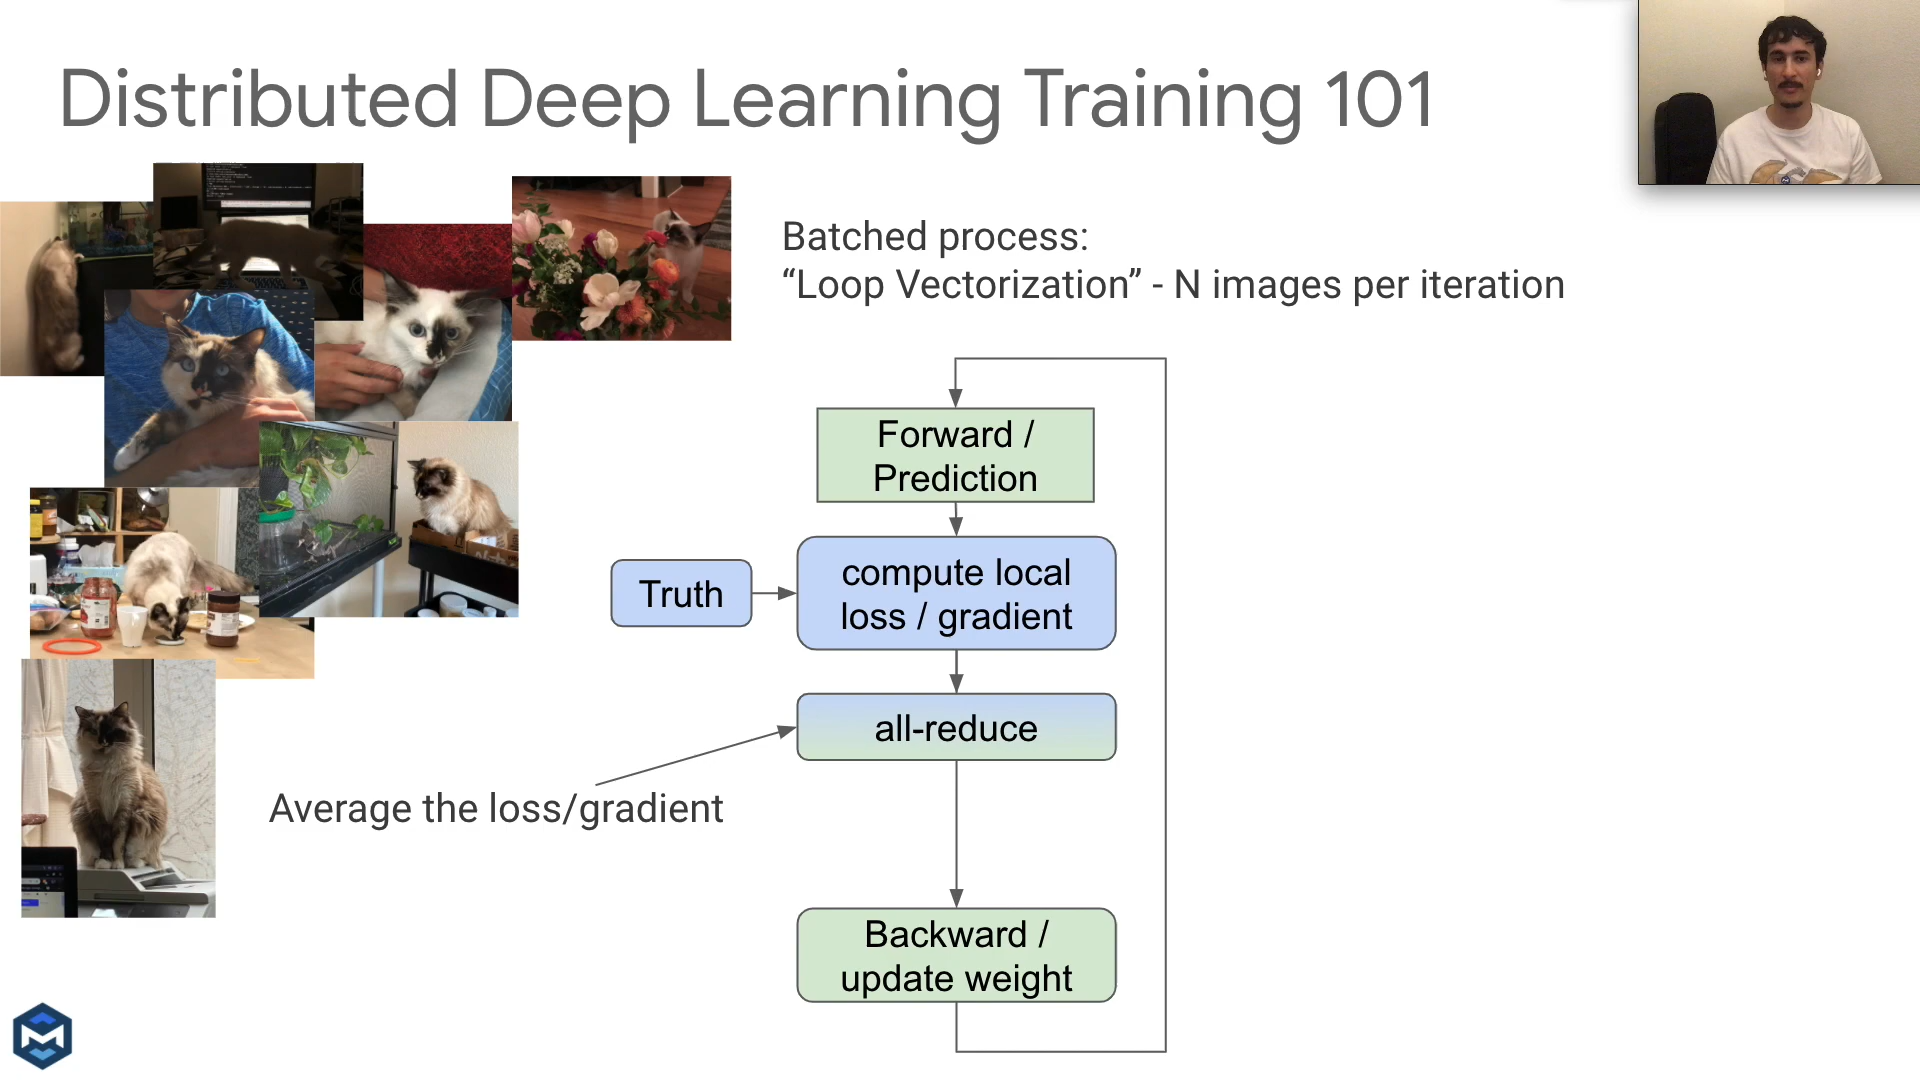 Distributed Deep Learning Training 101
Batched process:
“Loop Vectorization” - N images per iteration
Forward /
Prediction
Truth
compute local
loss / gradient
all-reduce
Average the loss/gradient
Backward /
update weight